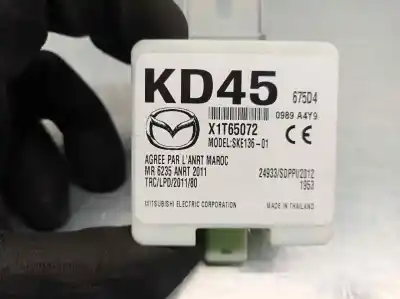 KD45 675D4
0989 A4Y9
X1T65072
MODEL:SKE136-01
AGREE PAR L'ANRT MAROC
MR 6235 ANRT 2011
TRC/LPD/2011/80
24933/SDPPI/2012
1953
MITSUBISHI ELECTRIC CORPORATION MADE IN THAILAND